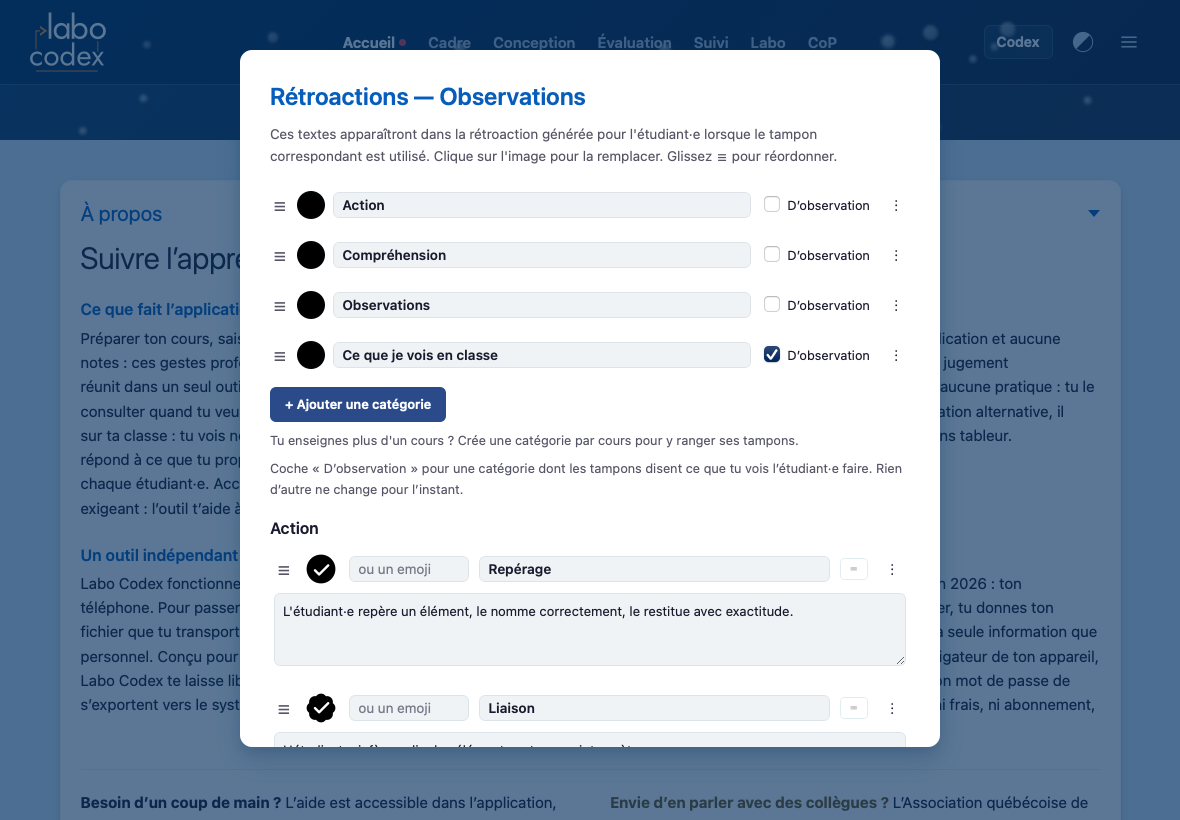 labo
codex
Accueil
Cadre
Conception
Évaluation
Suivi
Labo
CoP
Codex
Rétroactions — Observations
Ces textes apparaîtront dans la rétroaction générée pour l'étudiant·e lorsque le tampon
correspondant est utilisé. Clique sur l'image pour la remplacer. Glissez ≡ pour réordonner.
Action
D'observation
Compréhension
D'observation
Observations
D'observation
Ce que je vois en classe
D'observation
+ Ajouter une catégorie
Tu enseignes plus d'un cours ? Crée une catégorie par cours pour y ranger ses tampons.
Coche « D'observation » pour une catégorie dont les tampons disent ce que tu vois l'étudiant·e faire. Rien
d'autre ne change pour l'instant.
Action
ou un emoji
Repérage
L'étudiant·e repère un élément, le nomme correctement, le restitue avec exactitude.
ou un emoji
Liaison
À propos
Suivre l'appre
Ce que fait l'applicati
Préparer ton cours, sais
notes : ces gestes prof
réunit dans un seul outi
consulter quand tu veu
sur ta classe : tu vois n
répond à ce que tu prop
chaque étudiant·e. Acc
exigeant : l'outil t'aide à
lication et aucune
jugement
aucune pratique : tu le
ation alternative, il
ns tableur.
Un outil indépendant
Labo Codex fonctionne
téléphone. Pour passer
fichier que tu transport
personnel. Conçu pour
Labo Codex te laisse lib
s'exportent vers le syst
n 2026 : ton
er, tu donnes ton
a seule information que
igateur de ton appareil,
on mot de passe de
ni frais, ni abonnement,
Besoin d'un coup de main ? L'aide est accessible dans l'application,
Envie d'en parler avec des collègues ? L'Association québécoise de